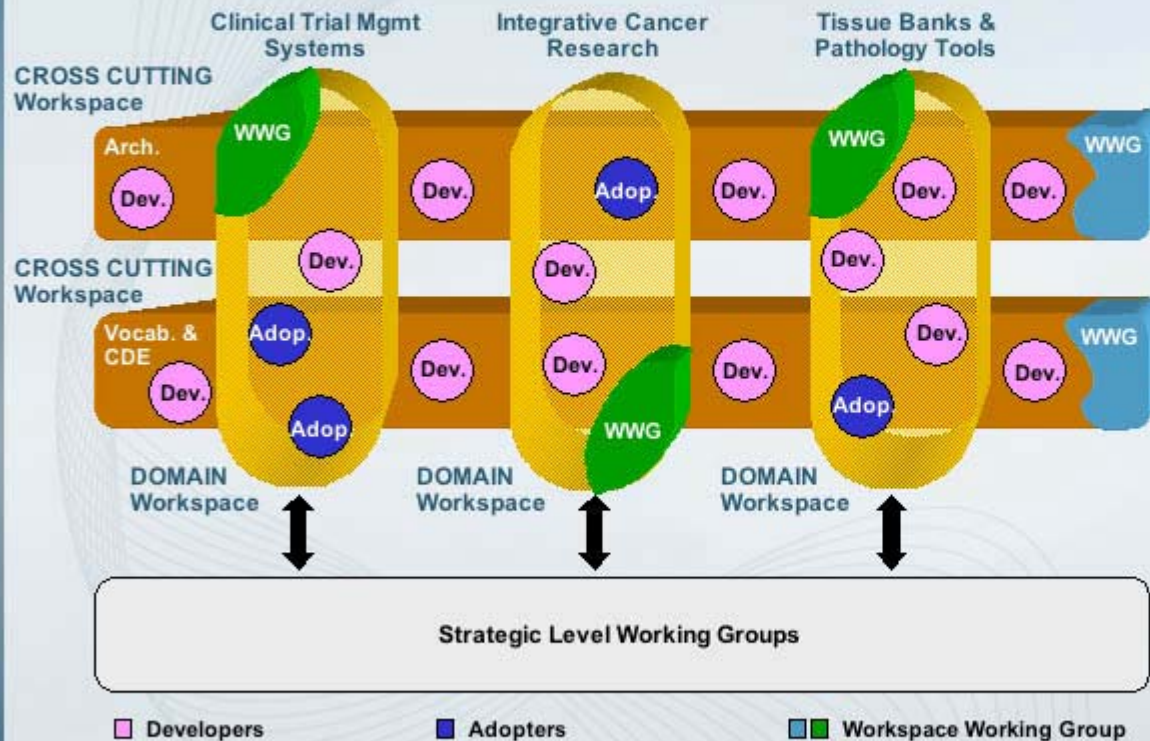 Clinical Trial Mgmt
Systems
Integrative Cancer
Research
Tissue Banks &
Pathology Tools
CROSS CUTTING
Workspace
Arch.
WWG
WWG
WWG
Dev.
Dev.
Adop.
Dev.
Dev.
Dev.
CROSS CUTTING
Workspace
Dev.
Dev.
Dev.
Vocab. &
CDE
Adop.
Dev.
WWG
Dev.
Dev.
Dev.
Dev.
Dev.
Adop.
Adop.
WWG
DOMAIN
Workspace
DOMAIN
Workspace
DOMAIN
Workspace
Strategic Level Working Groups
Developers
Adopters
Workspace Working Group